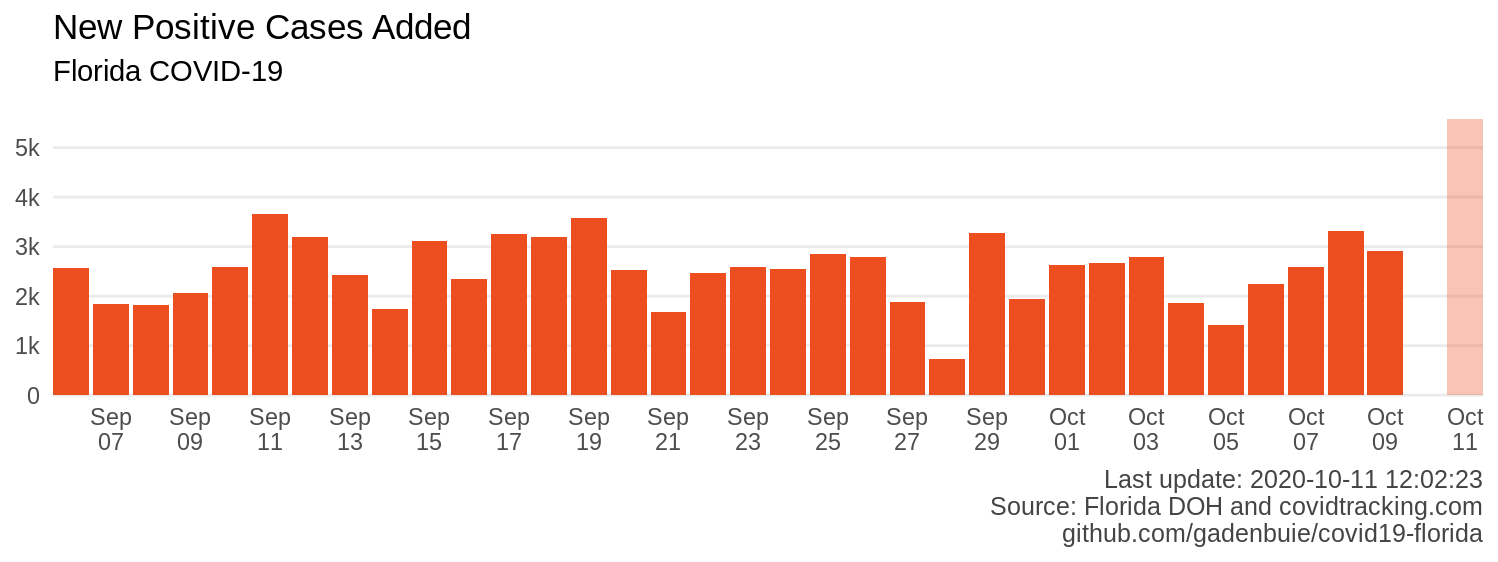 New Positive Cases Added
Florida COVID-19
5k
4k
3k
2k
1k
0
Sep Sep Sep Sep Sep Sep Sep Sep Sep Sep Sep Sep Oct Oct Oct Oct Oct Oct
07 09 11 13 15 17 19 21 23 25 27 29 01 03 05 07 09 11
Last update: 2020-10-11 12:02:23
Source: Florida DOH and covidtracking.com
github.com/gadenbuie/covid19-florida